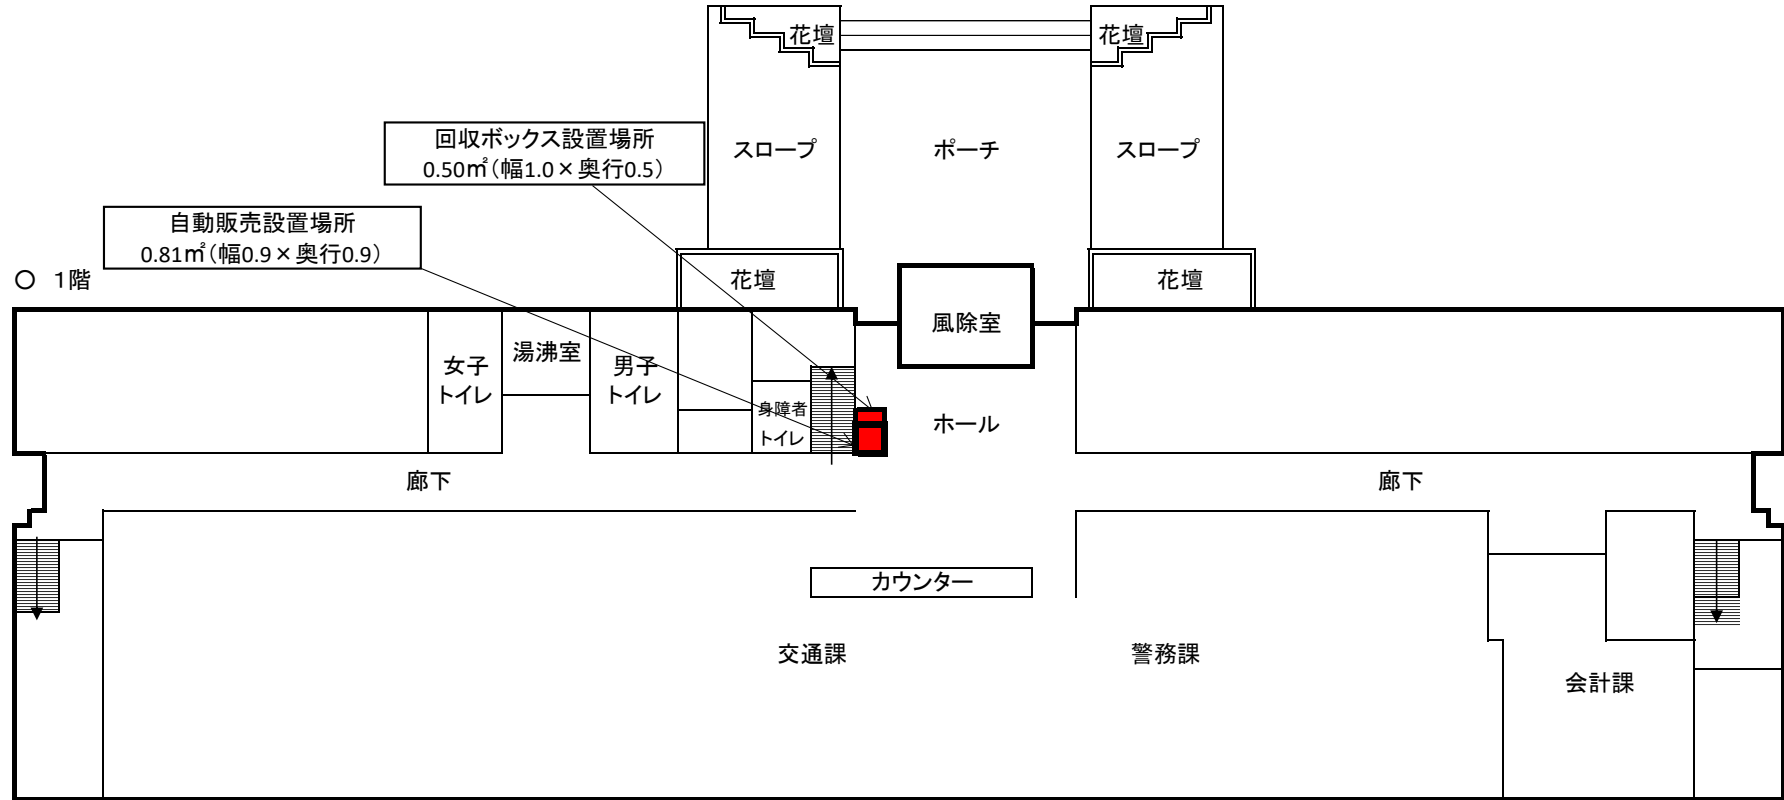 花壇
花壇
回収ボックス設置場所
0.50㎡(幅1.0×奥行0.5)
スロープ
ポーチ
スロープ
自動販売設置場所
0.81㎡(幅0.9×奥行0.9)
○ 1階
花壇
花壇
風除室
女子
トイレ
湯沸室
男子
トイレ
身障者
トイレ
ホール
廊下
廊下
カウンター
交通課
警務課
会計課